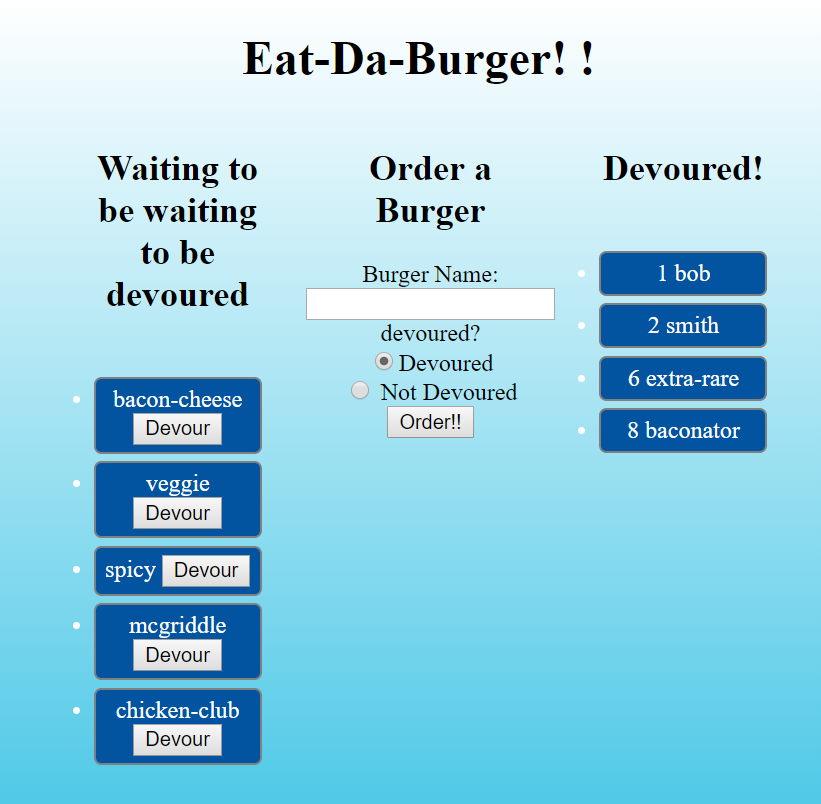 Eat-Da-Burger! !
Waiting to
be waiting
to be
devoured
bacon-cheese
Devour
veggie
Devour
spicy Devour
mcgriddle
Devour
chicken-club
Devour
Order a
Burger
Burger Name:
devoured?
Devoured
Not Devoured
Order!!
Devoured!
1 bob
2 smith
6 extra-rare
8 baconator